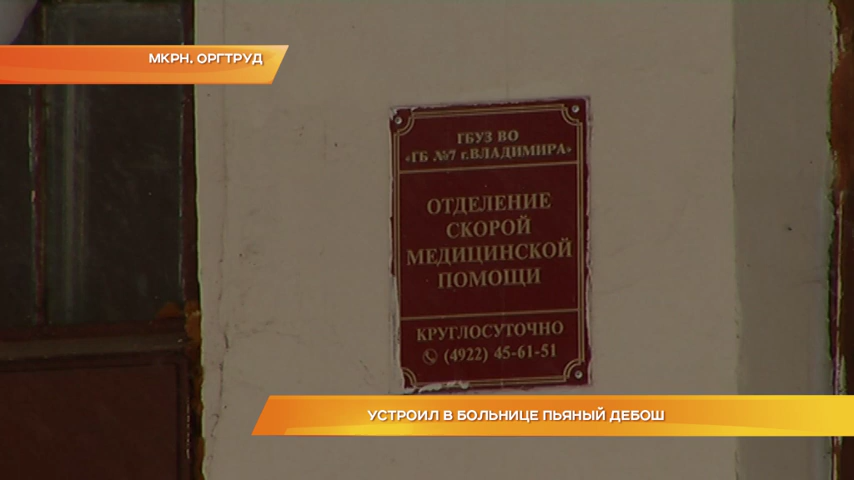 МКРН. ОРГТРУД
ГБУЗ ВО
«ГБ №7 г.ВЛАДИМИРА»
ОТДЕЛЕНИЕ
СКОРОЙ
МЕДИЦИНСКОЙ
ПОМОЩИ
КРУГЛОСУТОЧНО
(4922) 45-61-51
УСТРОИЛ В БОЛЬНИЦЕ ПЬЯНЫЙ ДЕБОШ